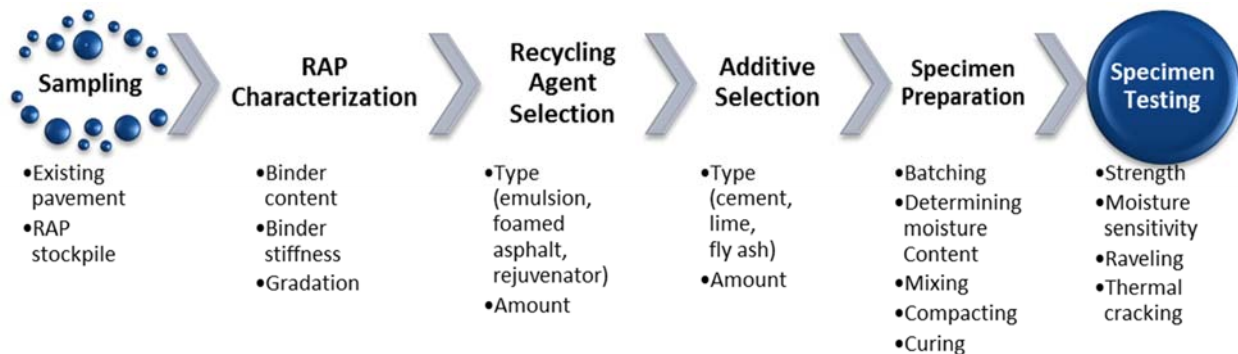 Sampling
•Existing
pavement
•RAP
stockpile
RAP
Characterization
•Binder
content
•Binder
stiffness
•Gradation
Recycling
Agent
Selection
•Type
(emulsion,
foamed
asphalt,
rejuvenator)
•Amount
Additive
Selection
•Type
(cement,
lime,
fly ash)
•Amount
Specimen
Preparation
•Batching
•Determining
moisture
Content
•Mixing
•Compacting
•Curing
Specimen
Testing
•Strength
•Moisture
sensitivity
•Raveling
•Thermal
cracking